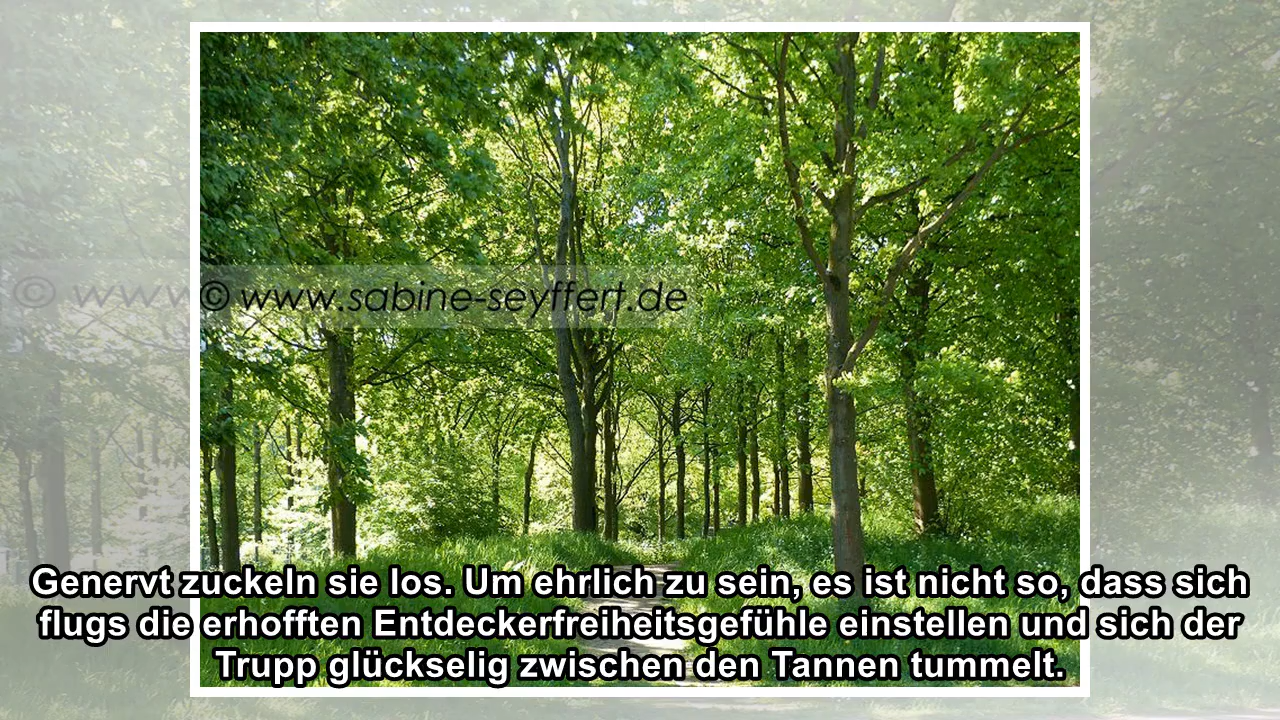 © www.sabine-seyffert.de
Genervt zuckeln sie los. Um ehrlich zu sein, es ist nicht so, dass sich
flugs die erhofften Entdeckerfreiheitsgefühle einstellen und sich der
Trupp glückselig zwischen den Tannen tummelt.